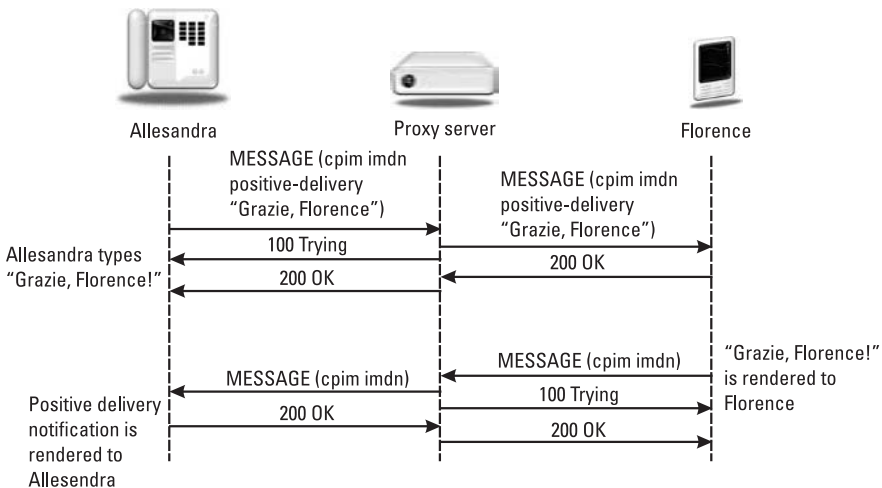 Allesandra
Proxy server
Florence
MESSAGE (cpim imdn
positive-delivery
“Grazie, Florence”)
MESSAGE (cpim imdn
positive-delivery
“Grazie, Florence”)
100 Trying
200 OK
Allesandra types
“Grazie, Florence!”
200 OK
MESSAGE (cpim imdn)
“Grazie, Florence!”
is rendered to
Florence
MESSAGE (cpim imdn)
100 Trying
Positive delivery
notification is
rendered to
Allesendra
200 OK
200 OK